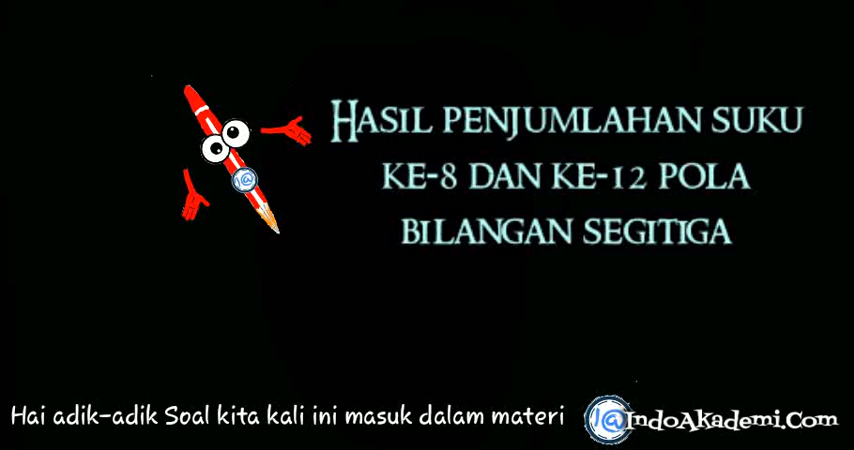 Hasil penjumlahan suku
ke-8 dan ke-12 pola
bilangan segitiga
Hai adik-adik Soal kita kali ini masuk dalam materi
I@
I@IndoAkademi.Com